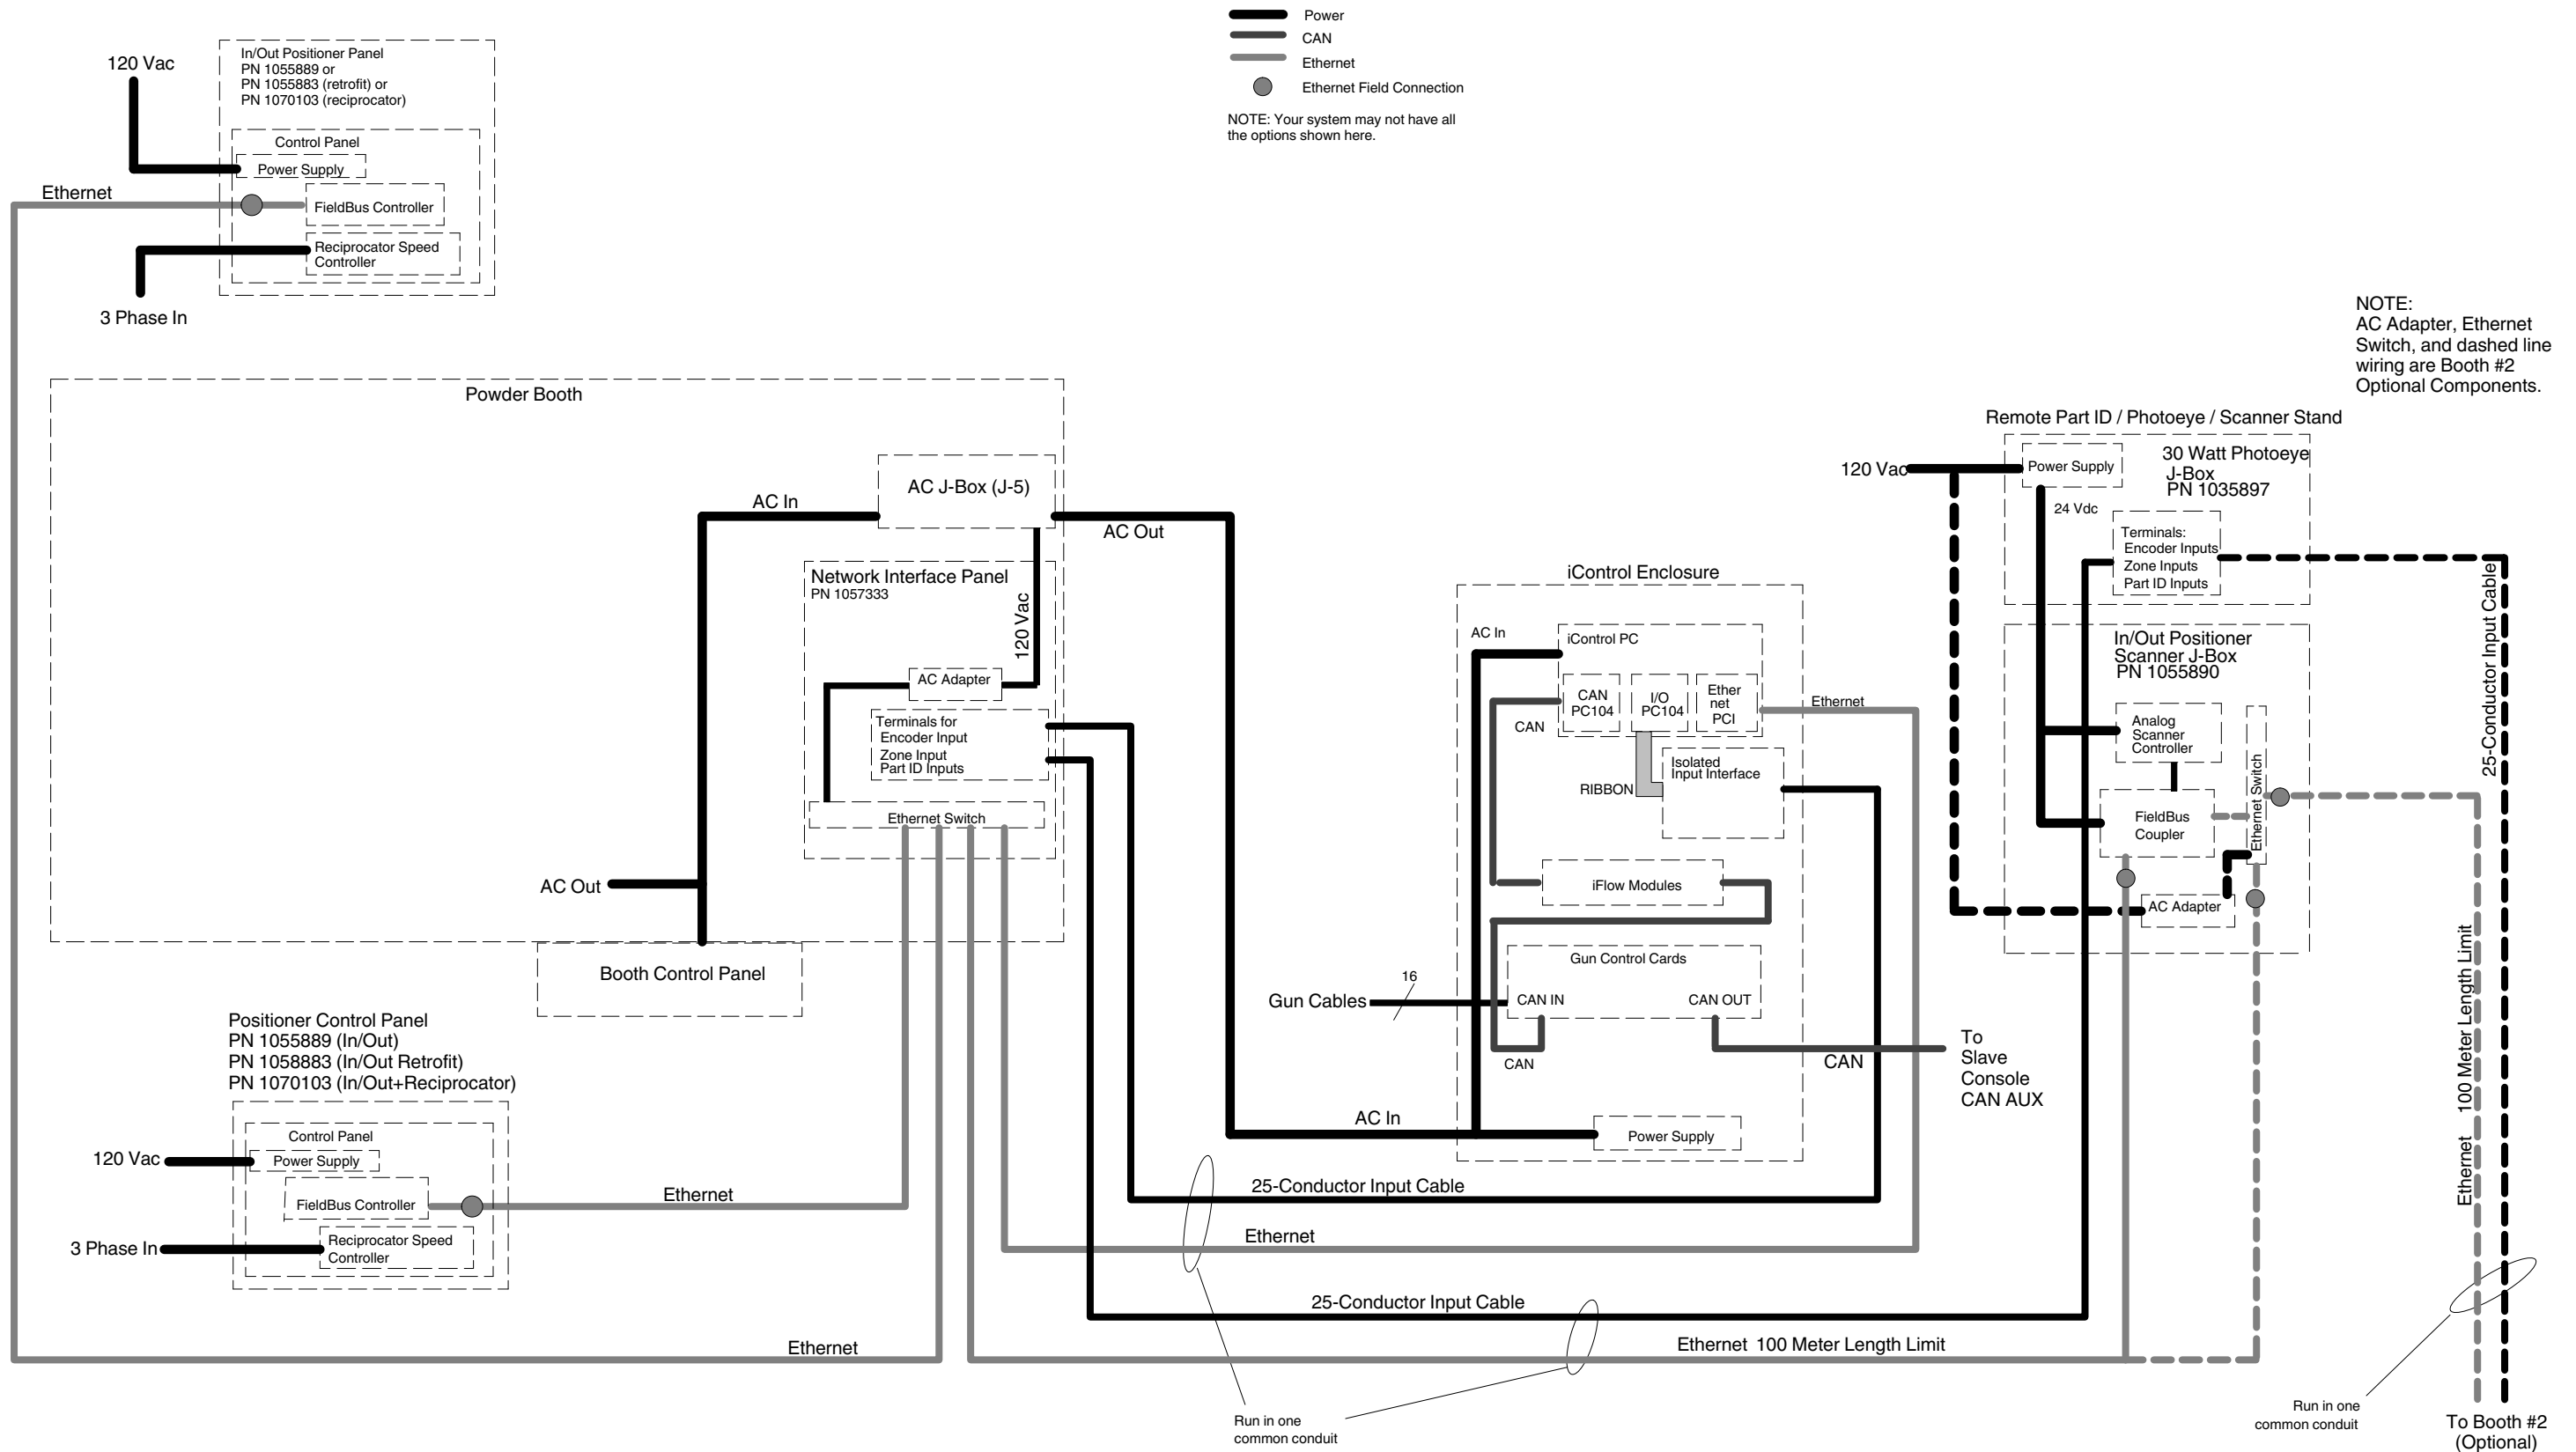 Power
CAN
Ethernet
Ethernet Field Connection
NOTE: Your system may not have all
the options shown here.
120 Vac
In/Out Positioner Panel
PN 1055889 or
PN 1055883 (retrofit) or
PN 1070103 (reciprocator)
Control Panel
Power Supply
Ethernet
FieldBus Controller
Reciprocator Speed
Controller
3 Phase In
NOTE:
AC Adapter, Ethernet
Switch, and dashed line
wiring are Booth #2
Optional Components.
Powder Booth
AC J-Box (J-5)
AC In
AC Out
Network Interface Panel
PN 1057333
120 Vac
AC Adapter
Terminals for
Encoder Input
Zone Input
Part ID Inputs
Ethernet Switch
AC Out
Booth Control Panel
Positioner Control Panel
PN 1055889 (In/Out)
PN 1058883 (In/Out Retrofit)
PN 1070103 (In/Out+Reciprocator)
Control Panel
120 Vac
Power Supply
FieldBus Controller
Ethernet
3 Phase In
Reciprocator Speed
Controller
Ethernet
iControl Enclosure
AC In
iControl PC
CAN
PC104
I/O
PC104
Ether
net
PCI
Ethernet
CAN
Isolated
Input Interface
RIBBON
iFlow Modules
Gun Control Cards
16
Gun Cables
CAN IN
CAN OUT
CAN
CAN
To
Slave
Console
CAN AUX
AC In
Power Supply
25-Conductor Input Cable
Ethernet
25-Conductor Input Cable
Ethernet 100 Meter Length Limit
Run in one
common conduit
Remote Part ID / Photoeye / Scanner Stand
120 Vac
Power Supply
30 Watt Photoeye
J-Box
PN 1035897
24 Vdc
Terminals:
Encoder Inputs
Zone Inputs
Part ID Inputs
In/Out Positioner
Scanner J-Box
PN 1055890
Analog
Scanner
Controller
FieldBus
Coupler
Ethernet Switch
AC Adapter
25-Conductor Input Cable
Ethernet 100 Meter Length Limit
Run in one
common conduit
To Booth #2
(Optional)